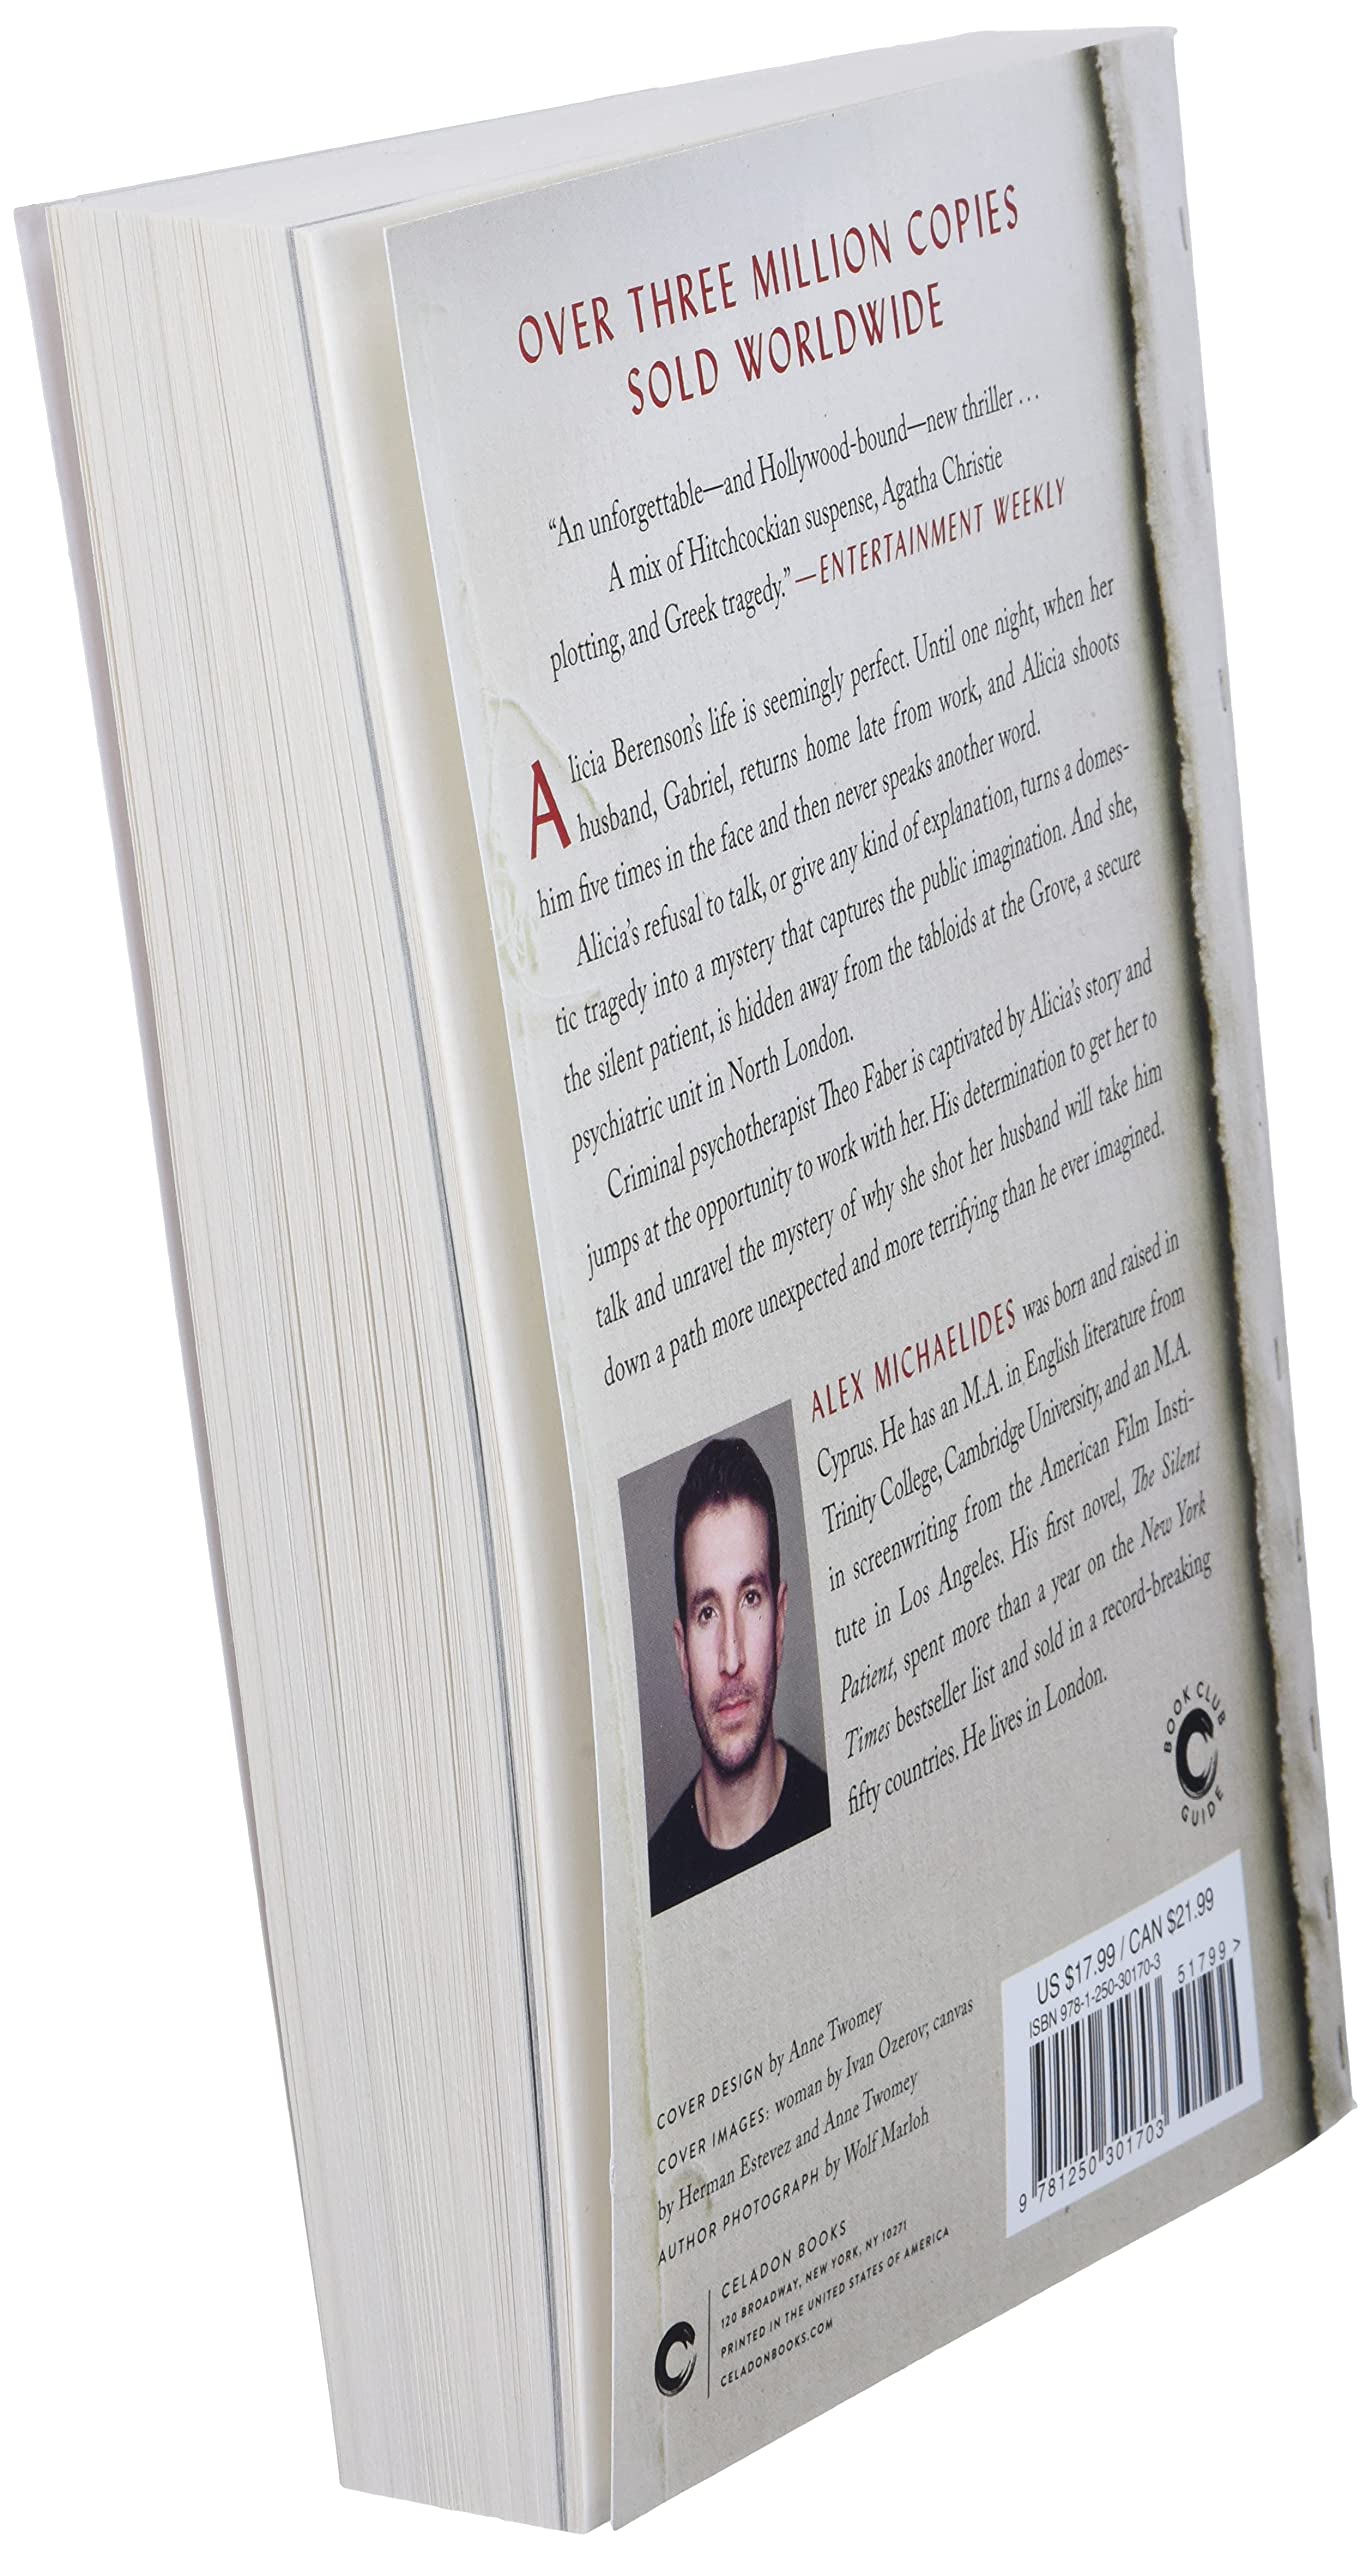 OVER THREE MILLION COPIES
SOLD WORLDWIDE
“An unforgettable—and Hollywood-bound—new thriller . . .
A mix of Hitchcockian suspense, Agatha Christie
plotting, and Greek tragedy.” —ENTERTAINMENT WEEKLY
Alicia Berenson’s life is seemingly perfect. Until one night, when her
husband, Gabriel, returns home late from work, and Alicia shoots
him five times in the face and then never speaks another word.
Alicia’s refusal to talk, or give any kind of explanation, turns a domes-
tic tragedy into a mystery that captures the public imagination. And she,
the silent patient, is hidden away from the tabloids at the Grove, a secure
psychiatric unit in North London.
Criminal psychotherapist Theo Faber is captivated by Alicia’s story and
jumps at the opportunity to work with her. His determination to get her to
talk and unravel the mystery of why she shot her husband will take him
down a path more unexpected and more terrifying than he ever imagined.
ALEX MICHAELIDES was born and raised in
Cyprus. He has an M.A. in English literature from
Trinity College, Cambridge University, and an M.A.
in screenwriting from the American Film Insti-
tute in Los Angeles. His first novel, The Silent
Patient, spent more than a year on the New York
Times bestseller list and sold in a record-breaking
fifty countries. He lives in London.
BOOK CLUB
GUIDE
US $17.99 / CAN $21.99
ISBN 978-1-250-30170-3
51799>
9 781250 301703
COVER DESIGN by Anne Twomey
COVER IMAGES: woman by Ivan Ozerov; canvas
by Herman Estevez and Anne Twomey
AUTHOR PHOTOGRAPH by Wolf Marloh
CELADON BOOKS
120 BROADWAY, NEW YORK, NY 10271
PRINTED IN THE UNITED STATES OF AMERICA
CELADONBOOKS.COM